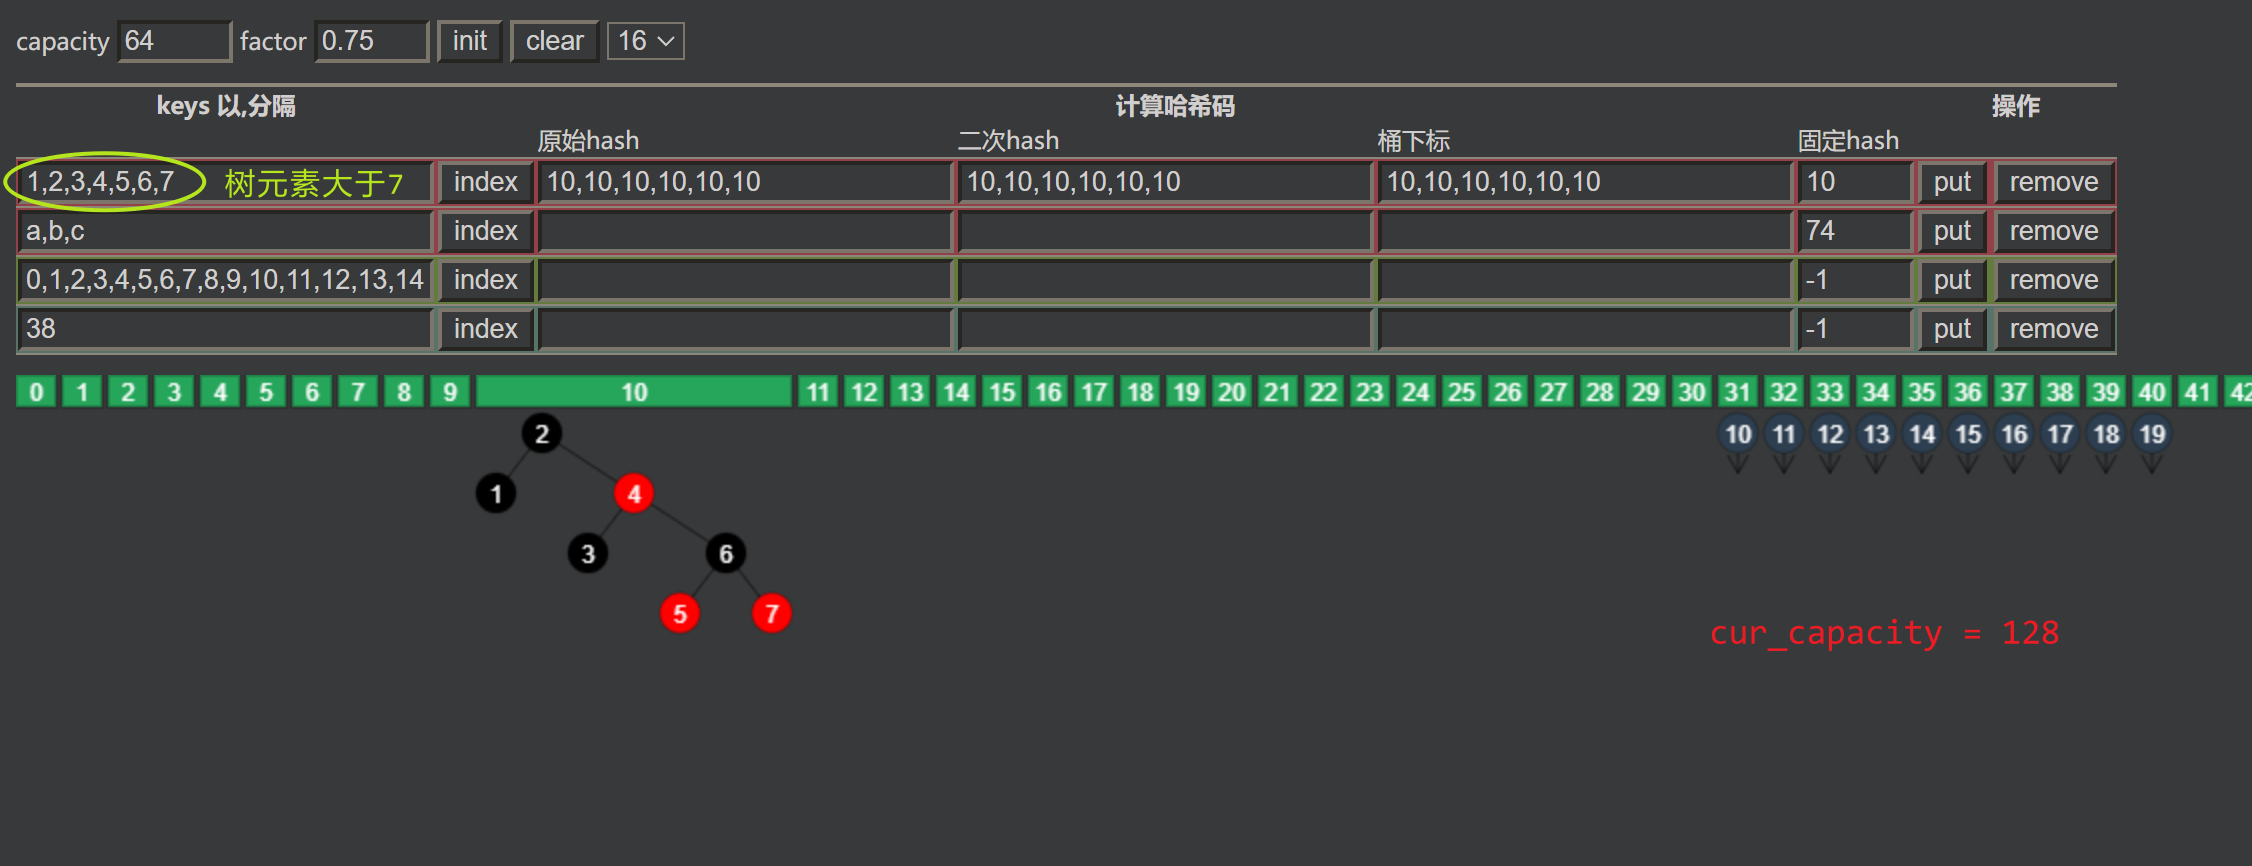 capacity 64 factor 0.75 init clear 16
keys 以,分隔 计算哈希码 操作
原始hash 二次hash 桶下标 固定hash
1,2,3,4,5,6,7 树元素大于7 index 10,10,10,10,10,10 10,10,10,10,10,10 10,10,10,10,10,10 10 put remove
a,b,c index 74 put remove
0,1,2,3,4,5,6,7,8,9,10,11,12,13,14 index -1 put remove
38 index -1 put remove
0 1 2 3 4 5 6 7 8 9 10 11 12 13 14 15 16 17 18 19 20 21 22 23 24 25 26 27 28 29 30 31 32 33 34 35 36 37 38 39 40 41 42
2 10 11 12 13 14 15 16 17 18 19
1 4
3 6
5 7
cur_capacity = 128